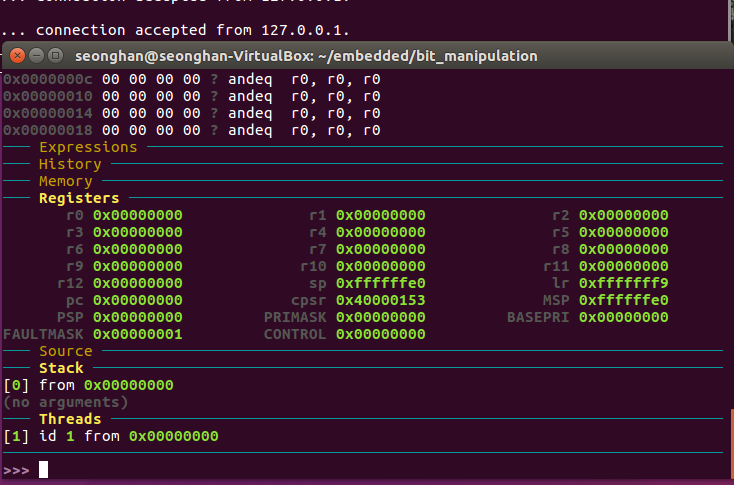 ... connection accepted from 127.0.0.1.
seonghan@seonghan-VirtualBox: ~/embedded/bit_manipulation
0x0000000c 00 00 00 00 ? andeq r0, r0, r0
0x00000010 00 00 00 00 ? andeq r0, r0, r0
0x00000014 00 00 00 00 ? andeq r0, r0, r0
0x00000018 00 00 00 00 ? andeq r0, r0, r0
Expressions
History
Memory
Registers
r0 0x00000000 r1 0x00000000 r2 0x00000000
r3 0x00000000 r4 0x00000000 r5 0x00000000
r6 0x00000000 r7 0x00000000 r8 0x00000000
r9 0x00000000 r10 0x00000000 r11 0x00000000
r12 0x00000000 sp 0xffffffe0 lr 0xfffffff9
pc 0x00000000 cpsr 0x40000153 MSP 0xffffffe0
PSP 0x00000000 PRIMASK 0x00000000 BASEPRI 0x00000000
FAULTMASK 0x00000001 CONTROL 0x00000000
Source
Stack
[0] from 0x00000000
(no arguments)
Threads
[1] id 1 from 0x00000000
>>>